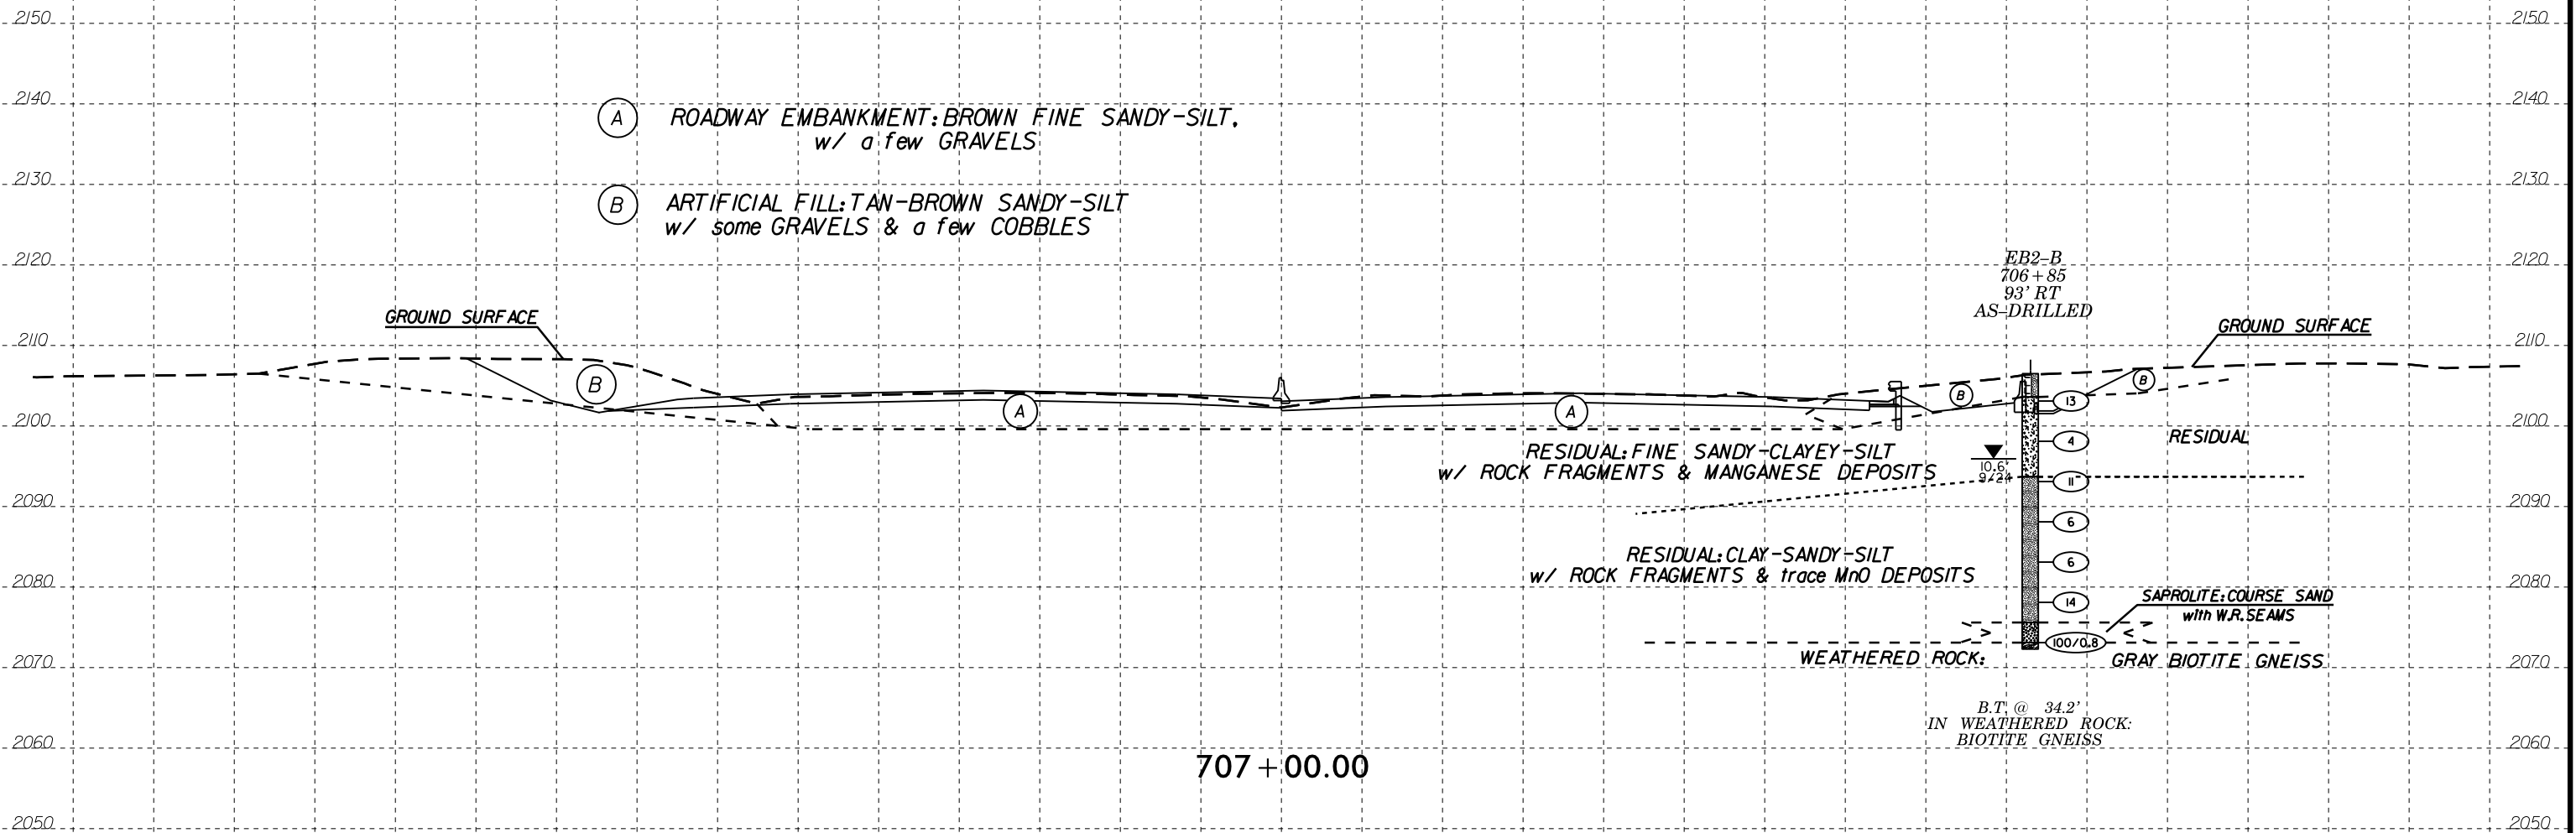 2150 2150
2140 2140
A ROADWAY EMBANKMENT: BROWN FINE SANDY-SILT,
w/ a few GRAVELS
2130 2130
B ARTIFICIAL FILL: TAN-BROWN SANDY-SILT
w/ some GRAVELS & a few COBBLES
2120 2120
EB2-B
706+85
93' RT
AS-DRILLED
GROUND SURFACE
GROUND SURFACE
2110 2110
B
B
B
A
A
13
2100 2100
4
RESIDUAL
RESIDUAL: FINE SANDY-CLAYEY-SILT
w/ ROCK FRAGMENTS & MANGANESE DEPOSITS
10.6'
9/24
11
2090 2090
6
RESIDUAL: CLAY-SANDY-SILT
w/ ROCK FRAGMENTS & trace MnO DEPOSITS
6
2080 2080
14
SAPROLITE: COURSE SAND
with W.R. SEAMS
100/0.8
WEATHERED ROCK: GRAY BIOTITE GNEISS
2070 2070
B.T. @ 34.2'
IN WEATHERED ROCK:
BIOTITE GNEISS
2060 2060
707+00.00
2050 2050